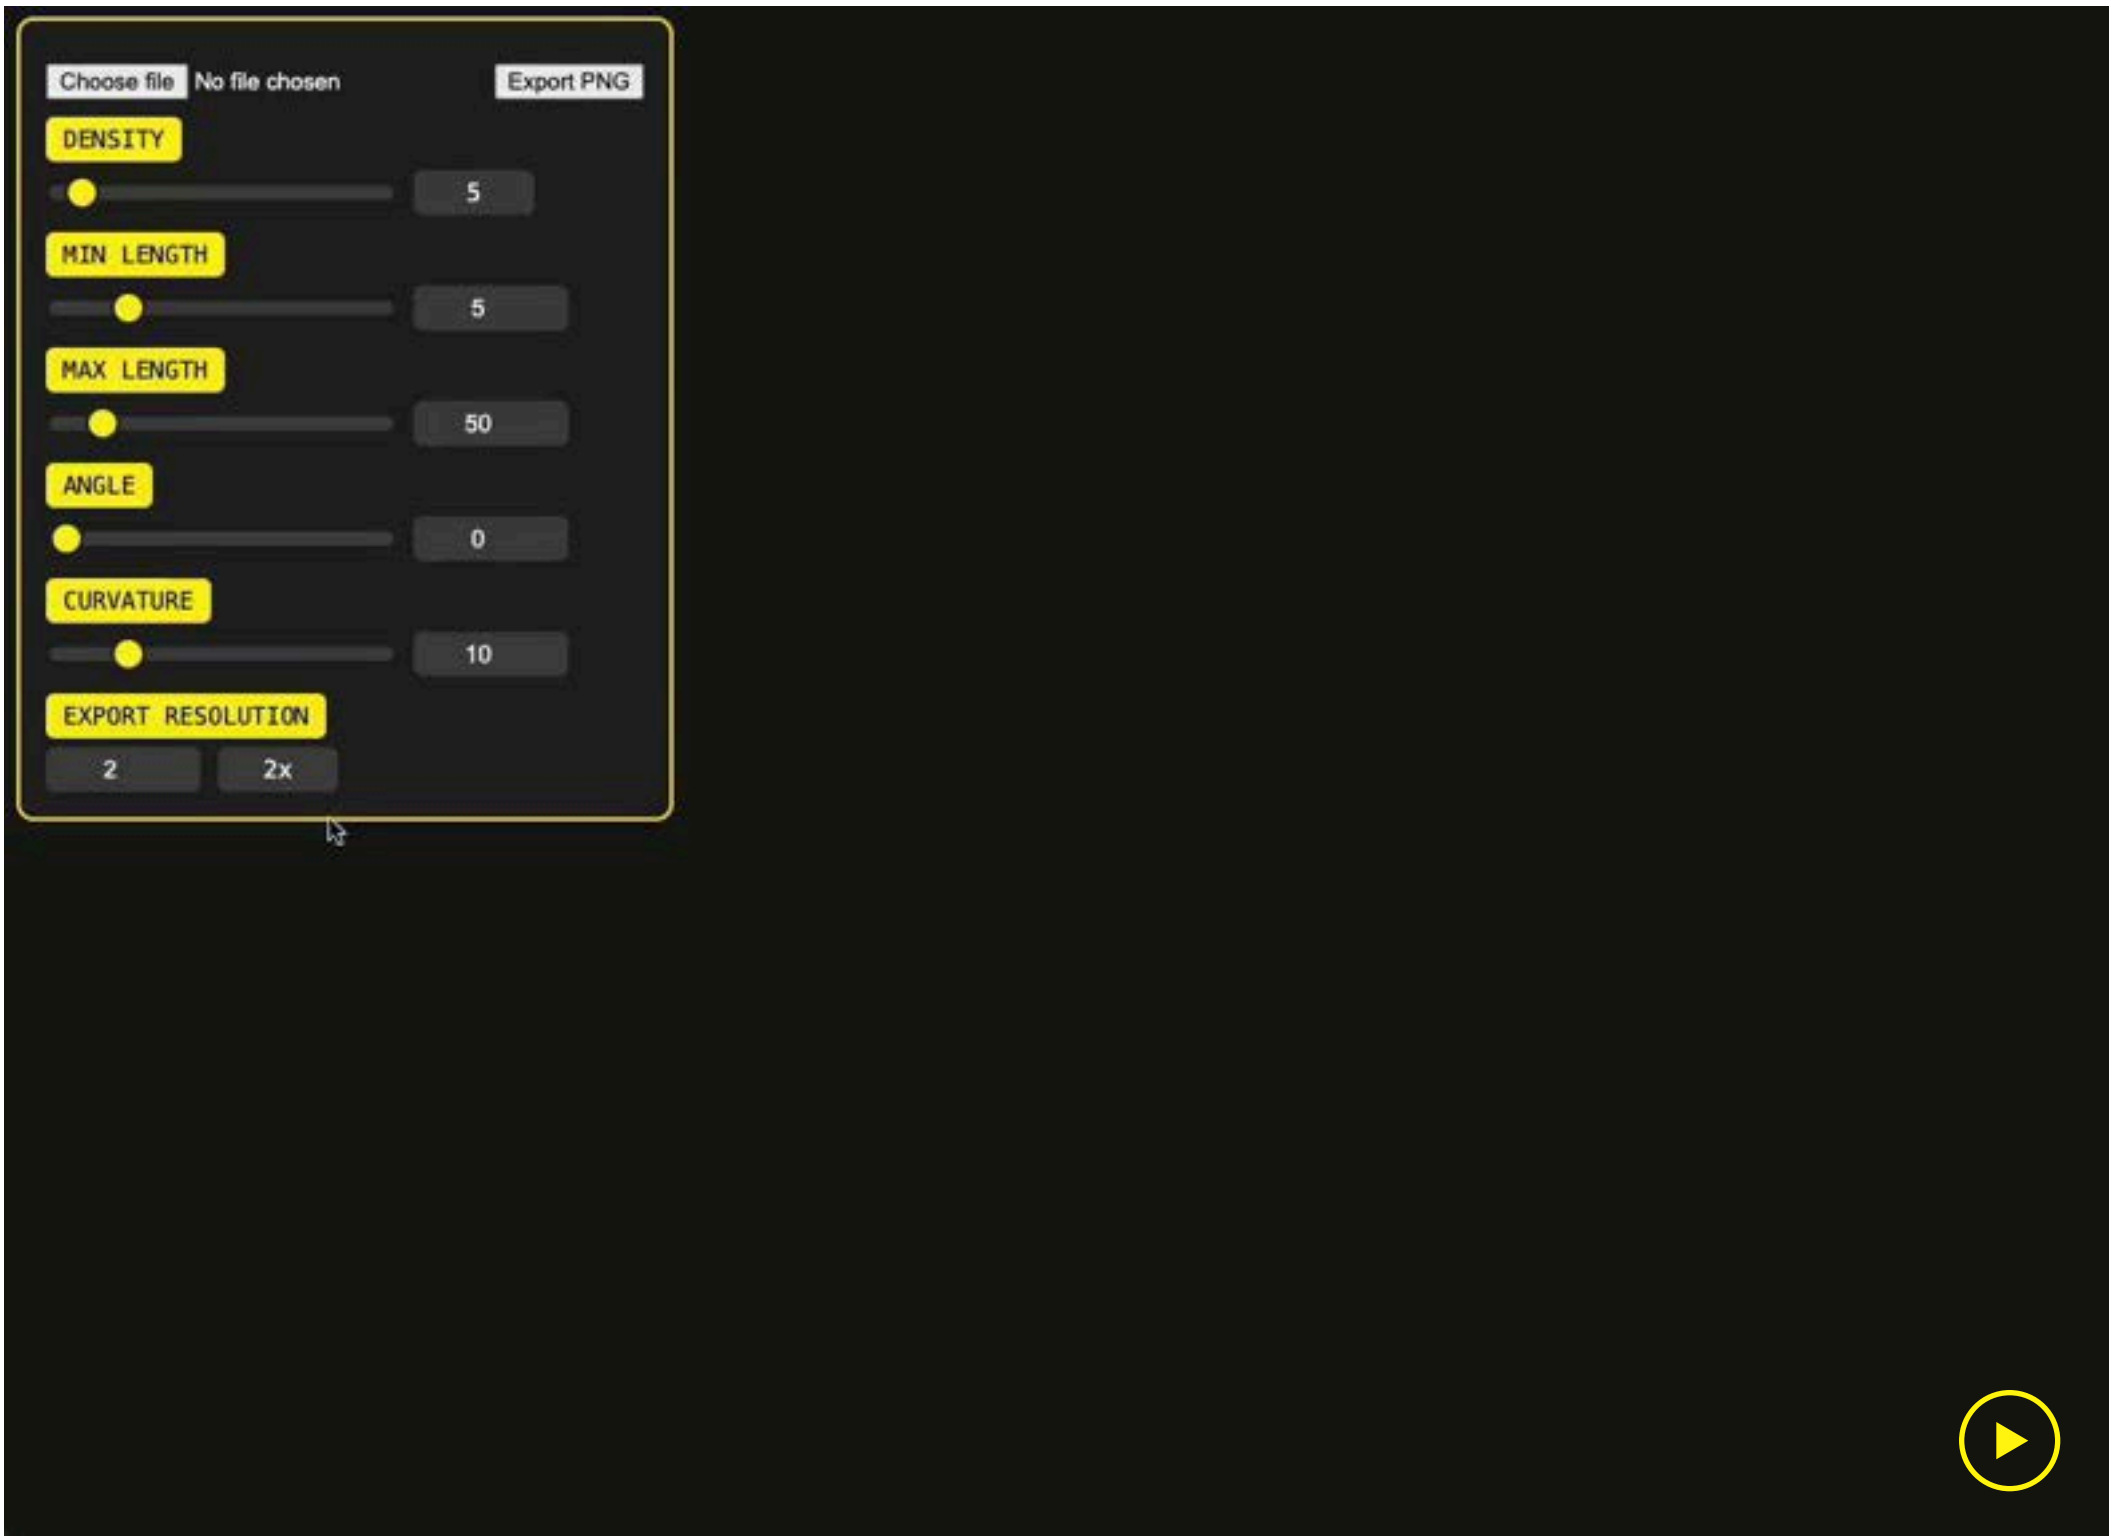 Choose file No file chosen Export PNG
DENSITY
5
MIN LENGTH
5
MAX LENGTH
50
ANGLE
0
CURVATURE
10
EXPORT RESOLUTION
2 2x